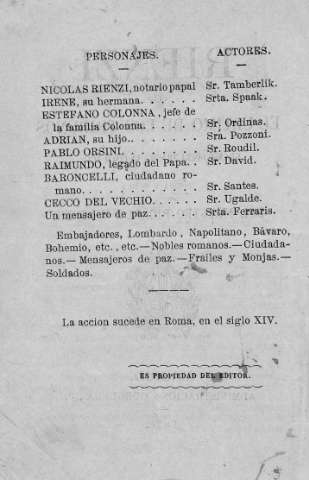 PERSONAJES. ACTORES.
NICOLAS RIENZI, notario papal Sr. Tamberlik.
IRENE, su hermana. . . . . . Srta. Spaak.
ESTEFANO COLONNA, jefe de
la familia Colonna. . . . . . Sr. Ordinas.
ADRIAN, su hijo.. . . . . . . Sra. Pozzoni.
PABLO ORSINI. . . . . . . . Sr. Roudil.
RAIMUNDO, legado del Papa. . Sr. David.
BARONCELLI, ciudadano ro-
mano. . . . . . . . . . . . Sr. Santes.
CECCO DEL VECHIO. . . . . . Sr. Ugalde.
Un mensajero de paz. . . . . . Srta. Ferraris.
Embajadores, Lombardo, Napolitano, Bávaro,
Bohemio, etc., etc.—Nobles romanos.—Ciudada-
nos.—Mensajeros de paz.—Frailes y Monjas.—
Soldados.
La accion sucede en Roma, en el siglo XIV.
ES PROPIEDAD DEL EDITOR.